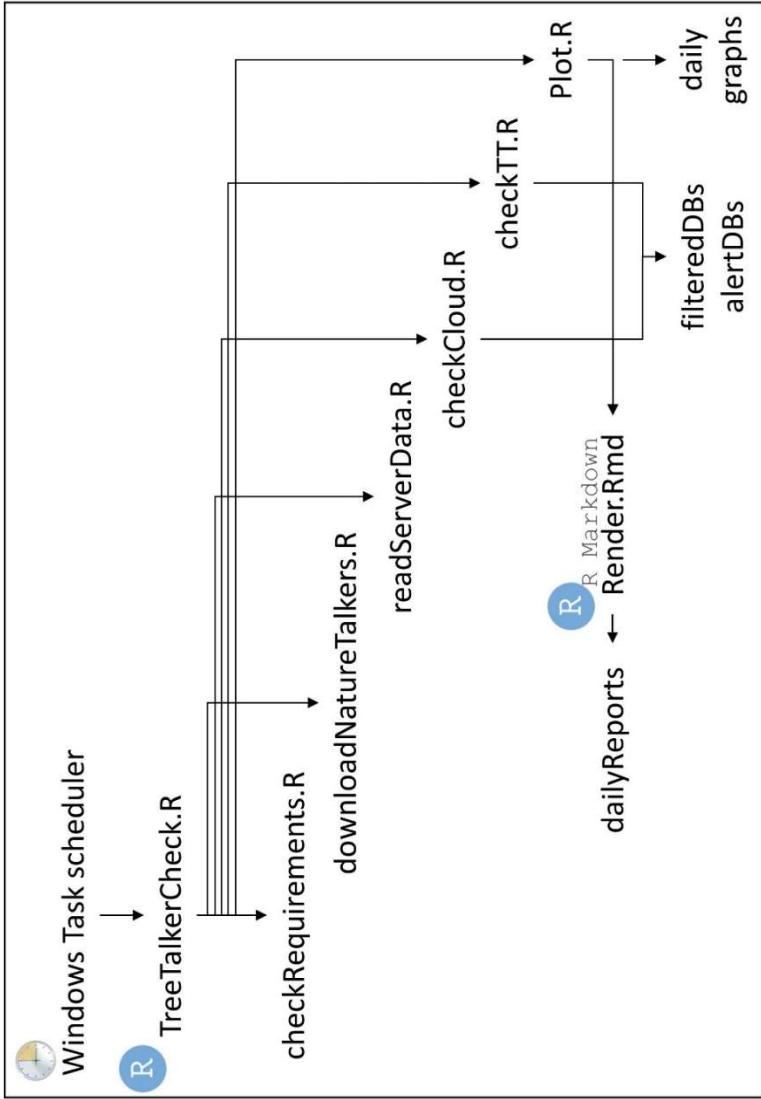 Windows Task scheduler
R
TreeTalkerCheck.R
checkRequirements.R
downloadNatureTalkers.R
readServerData.R
checkCloud.R
checkTT.R
Plot.R
R
R Markdown
Render.Rmd
dailyReports
filteredDBs
alertDBs
daily
graphs